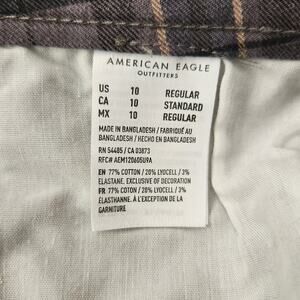 AMERICAN EAGLE
OUTFITTERS
US 10 REGULAR
CA 10 STANDARD
MX 10 REGULAR
MADE IN BANGLADESH / FABRIQUÉ AU
BANGLADESH / HECHO EN BANGLADESH
RN 54485 / CA 03873
RFC# AEM120605U9A
EN 77% COTTON / 20% LYOCELL / 3%
ELASTANE, EXCLUSIVE OF DECORATION
FR 77% COTON / 20% LYOCELL / 3%
ÉLASTHANNE, À L'EXCEPTION DE LA
GARNITURE